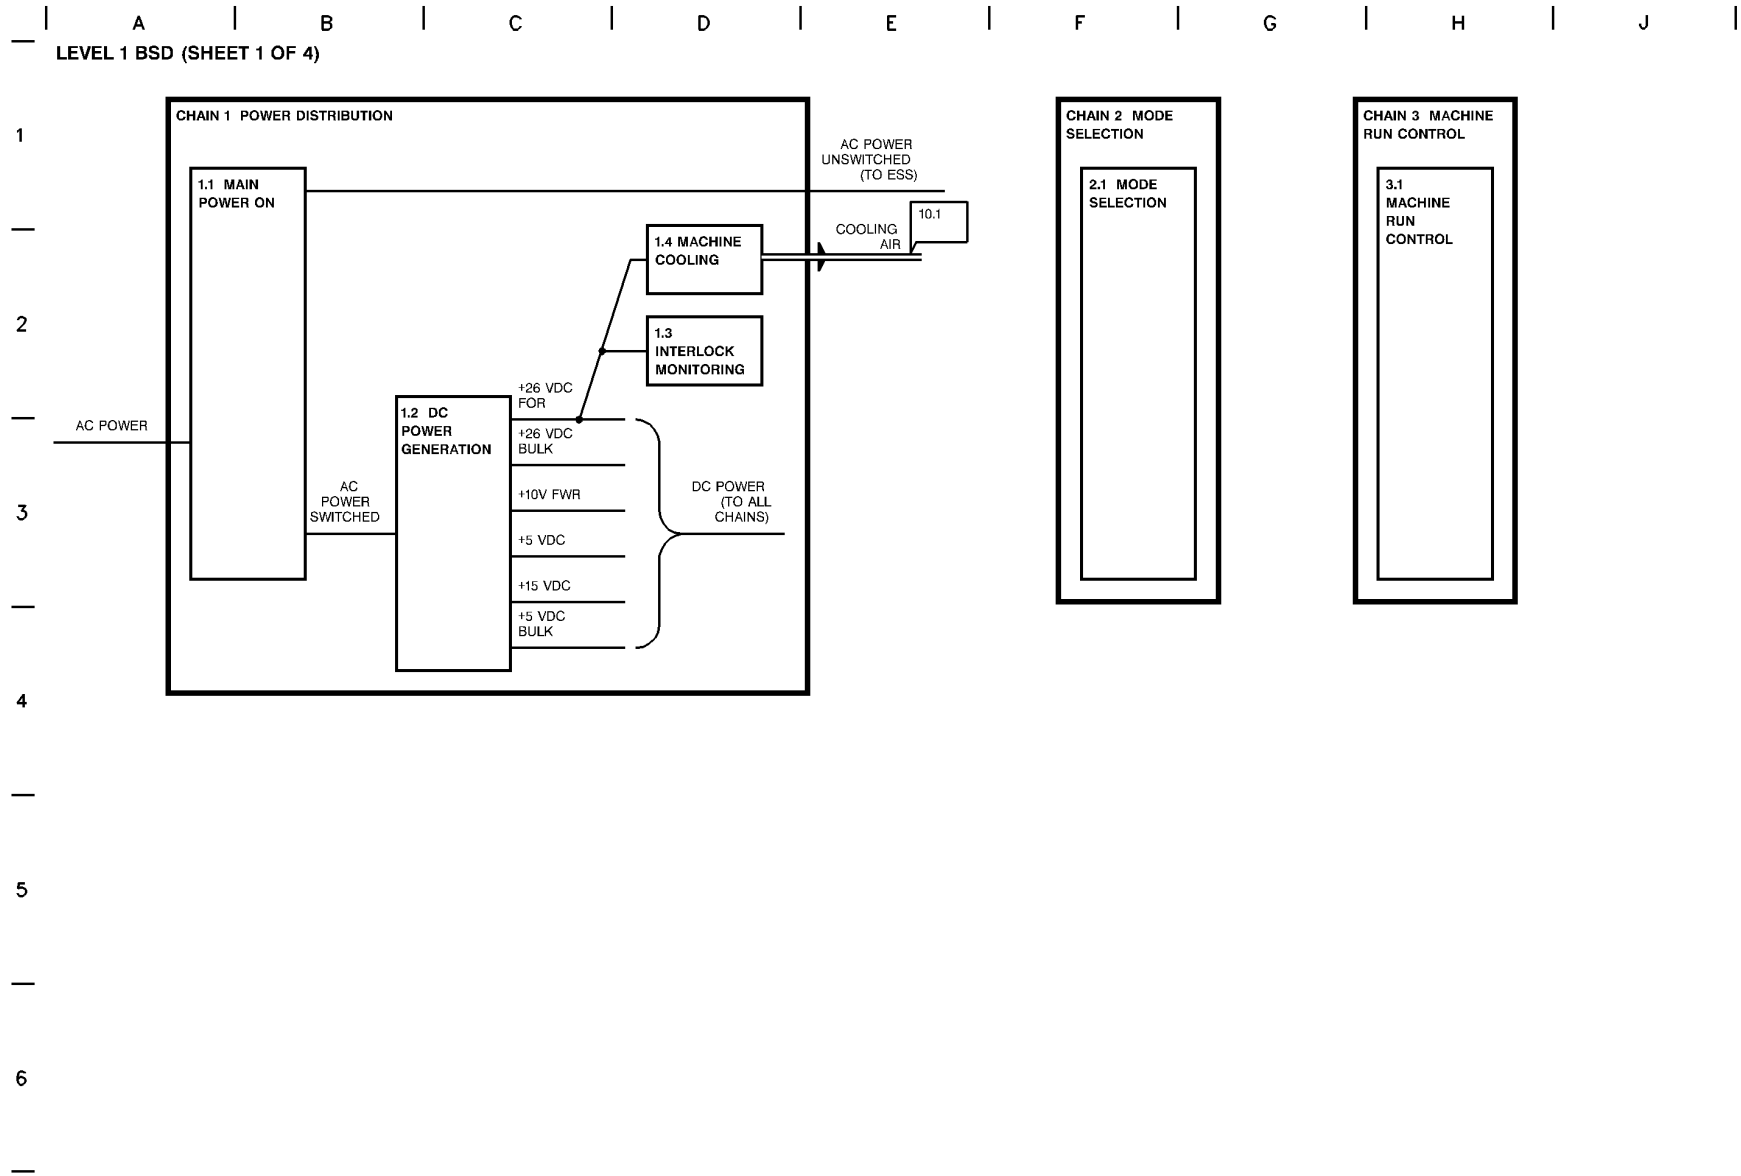 A B C D E F G H J
LEVEL 1 BSD (SHEET 1 OF 4)
1
2
3
4
5
6
CHAIN 1 POWER DISTRIBUTION
1.1 MAIN
POWER ON
AC POWER
UNSWITCHED
(TO ESS)
10.1
COOLING
AIR
1.4 MACHINE
COOLING
1.3
INTERLOCK
MONITORING
AC POWER
AC
POWER
SWITCHED
1.2 DC
POWER
GENERATION
+26 VDC
FOR
+26 VDC
BULK
+10V FWR
+5 VDC
+15 VDC
+5 VDC
BULK
DC POWER
(TO ALL
CHAINS)
CHAIN 2 MODE
SELECTION
2.1 MODE
SELECTION
CHAIN 3 MACHINE
RUN CONTROL
3.1
MACHINE
RUN
CONTROL